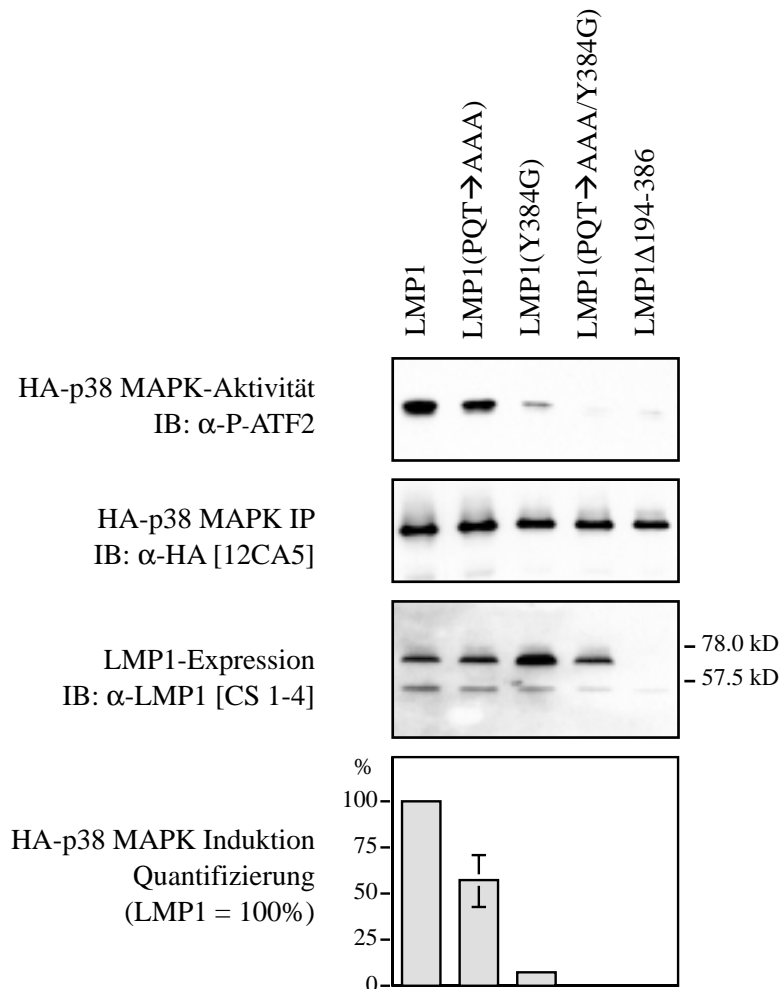 LMP1
LMP1(PQT→AAA)
LMP1(Y384G)
LMP1(PQT→AAA/Y384G)
LMP1Δ194-386
HA-p38 MAPK-Aktivität
IB: α-P-ATF2
HA-p38 MAPK IP
IB: α-HA [12CA5]
LMP1-Expression
IB: α-LMP1 [CS 1-4]
78.0 kD
57.5 kD
HA-p38 MAPK Induktion
Quantifizierung
(LMP1 = 100%)
%
100
75
50
25
0